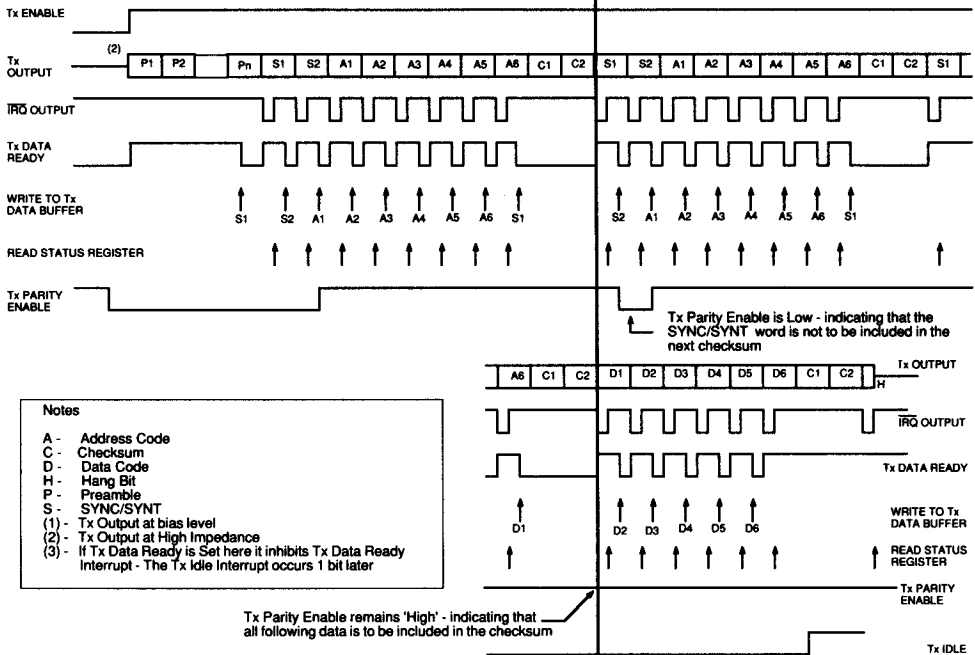 Tx ENABLE
(2)
Tx
OUTPUT
P1 P2 Pn S1 S2 A1 A2 A3 A4 A5 A6 C1 C2 S1 S2 A1 A2 A3 A4 A5 A6 C1 C2 S1
IRQ OUTPUT
Tx DATA
READY
WRITE TO Tx
DATA BUFFER
S1 S2 A1 A2 A3 A4 A5 A6 S1 S2 A1 A2 A3 A4 A5 A6 S1
READ STATUS REGISTER
Tx PARITY
ENABLE
Tx Parity Enable is Low - indicating that the
SYNC/SYNT word is not to be included in the
next checksum
Tx OUTPUT
A6 C1 C2 D1 D2 D3 D4 D5 D6 C1 C2
H
IRQ OUTPUT
Tx DATA READY
WRITE TO Tx
DATA BUFFER
D1 D2 D3 D4 D5 D6
READ STATUS
REGISTER
Tx PARITY
ENABLE
Tx IDLE
Notes
A - Address Code
C - Checksum
D - Data Code
H - Hang Bit
P - Preamble
S - SYNC/SYNT
(1) - Tx Output at bias level
(2) - Tx Output at High Impedance
(3) - If Tx Data Ready is Set here it inhibits Tx Data Ready
Interrupt - The Tx Idle Interrupt occurs 1 bit later
Tx Parity Enable remains 'High' - indicating that
all following data is to be included in the checksum